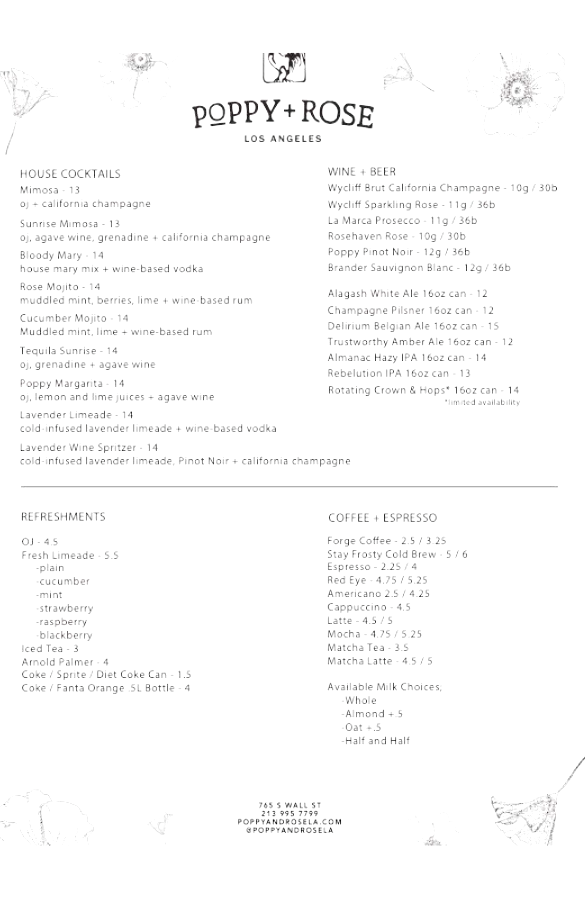 POPPY + ROSE
LOS ANGELES
HOUSE COCKTAILS
Mimosa - 13
oj + california champagne
Sunrise Mimosa - 13
oj, agave wine, grenadine + california champagne
Bloody Mary - 14
house mary mix + wine-based vodka
Rose Mojito - 14
muddled mint, berries, lime + wine-based rum
Cucumber Mojito - 14
Muddled mint, lime + wine-based rum
Tequila Sunrise - 14
oj, grenadine + agave wine
Poppy Margarita - 14
oj, lemon and lime juices + agave wine
Lavender Limeade - 14
cold-infused lavender limeade + wine-based vodka
Lavender Wine Spritzer - 14
cold-infused lavender limeade, Pinot Noir + california champagne
WINE + BEER
Wycliff Brut California Champagne - 10g / 30b
Wycliff Sparkling Rose - 11g / 36b
La Marca Prosecco - 11g / 36b
Rosehaven Rose - 10g / 30b
Poppy Pinot Noir - 12g / 36b
Brander Sauvignon Blanc - 12g / 36b
Alagash White Ale 16oz can - 12
Champagne Pilsner 16oz can - 12
Delirium Belgian Ale 16oz can - 15
Trustworthy Amber Ale 16oz can - 12
Almanac Hazy IPA 16oz can - 14
Rebelution IPA 16oz can - 13
Rotating Crown & Hops* 16oz can - 14
*limited availability
REFRESHMENTS
OJ - 4.5
Fresh Limeade - 5.5
-plain
-cucumber
-mint
-strawberry
-raspberry
-blackberry
Iced Tea - 3
Arnold Palmer - 4
Coke / Sprite / Diet Coke Can - 1.5
Coke / Fanta Orange .5L Bottle - 4
COFFEE + ESPRESSO
Forge Coffee - 2.5 / 3.25
Stay Frosty Cold Brew - 5 / 6
Espresso - 2.25 / 4
Red Eye - 4.75 / 5.25
Americano 2.5 / 4.25
Cappuccino - 4.5
Latte - 4.5 / 5
Mocha - 4.75 / 5.25
Matcha Tea - 3.5
Matcha Latte - 4.5 / 5
Available Milk Choices;
-Whole
-Almond +.5
-Oat +.5
-Half and Half
765 S WALL ST
213 995 7799
POPPYANDROSELA.COM
@POPPYANDROSELA